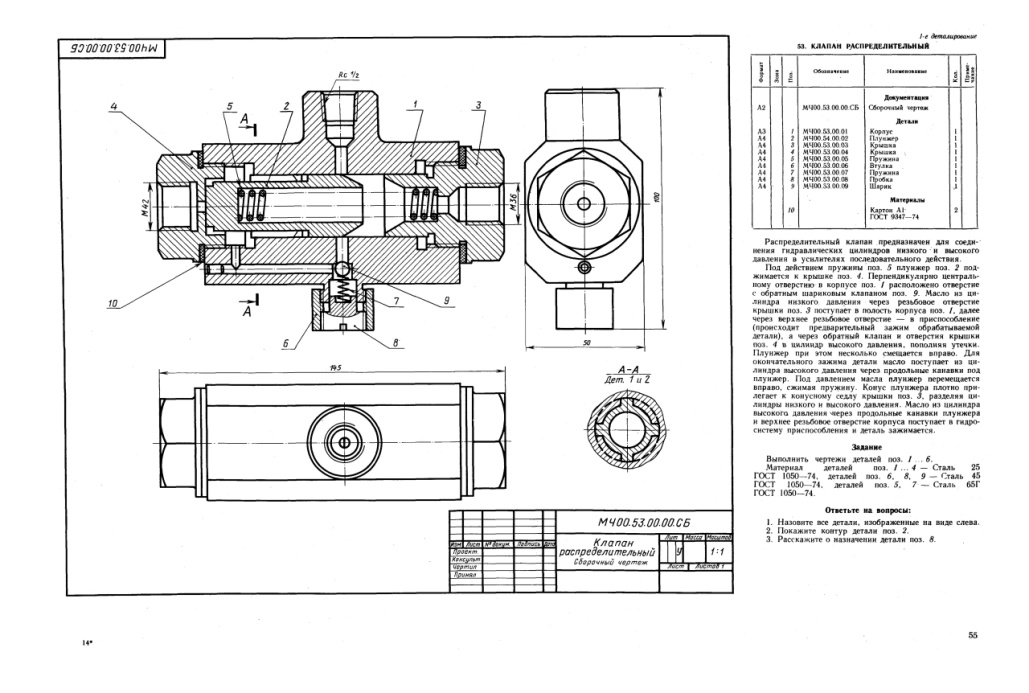 МЧ00.53.00.00.СБ
Rc ½
4
5
2
1
3
А
М42
М36
10
А
7
9
6
8
100
50
145
А-А
Дет. 1 и 2
МЧ00.53.00.00.СБ
Клапан
распределительный
Сборочный чертеж
Изм Лист № Докум. Подпись Дата
Проект.
Консульт
Чертил
Принял
Лит Масса Масштаб
У 1:1
Лист Листов 1
14*
1-е деталирование
53. КЛАПАН РАСПРЕДЕЛИТЕЛЬНЫЙ
Формат Зона Поз. Обозначение Наименование Кол. Примечание
Документация
А2 МЧ00.53.00.00.СБ Сборочный чертеж
Детали
А3 1 МЧ00.53.00.01 Корпус 1
А4 2 МЧ00.54.00.02 Плунжер 1
А4 3 МЧ00.53.00.03 Крышка 1
А4 4 МЧ00.53.00.04 Крышка 1
А4 5 МЧ00.53.00.05 Пружина 1
А4 6 МЧ00.53.00.06 Втулка 1
А4 7 МЧ00.53.00.07 Пружина 1
А4 8 МЧ00.53.00.08 Пробка 1
А4 9 МЧ00.53.00.09 Шарик 1
Материалы
10 Картон А1 2
ГОСТ 9347—74
Распределительный клапан предназначен для соеди-
нения гидравлических цилиндров низкого и высокого
давления в усилителях последовательного действия.
Под действием пружины поз. 5 плунжер поз. 2 под-
жимается к крышке поз. 4. Перпендикулярно централь-
ному отверстию в корпусе поз. 1 расположено отверстие
с обратным шариковым клапаном поз. 9. Масло из ци-
линдра низкого давления через резьбовое отверстие
крышки поз. 3 поступает в полость корпуса поз. 1, далее
через верхнее резьбовое отверстие — в приспособление
(происходит предварительный зажим обрабатываемой
детали), а через обратный клапан и отверстия крышки
поз. 4 в цилиндр высокого давления, пополняя утечки.
Плунжер при этом несколько смещается вправо. Для
окончательного зажима детали масло поступает из ци-
линдра высокого давления через продольные канавки под
плунжер. Под давлением масла плунжер перемещается
вправо, сжимая пружину. Конус плунжера плотно при-
легает к конусному седлу крышки поз. 3, разделяя ци-
линдры низкого и высокого давления. Масло из цилиндра
высокого давления через продольные канавки плунжера
и верхнее резьбовое отверстие корпуса поступает в гидро-
систему приспособления и деталь зажимается.
Задание
Выполнить чертежи деталей поз. 1 ... 6.
Материал деталей поз. 1 ... 4 — Сталь 25
ГОСТ 1050—74, деталей поз. 6, 8, 9 — Сталь 45
ГОСТ 1050—74, деталей поз. 5, 7 — Сталь 65Г
ГОСТ 1050—74.
Ответьте на вопросы:
1. Назовите все детали, изображенные на виде слева.
2. Покажите контур детали поз. 2.
3. Расскажите о назначении детали поз. 8.
55